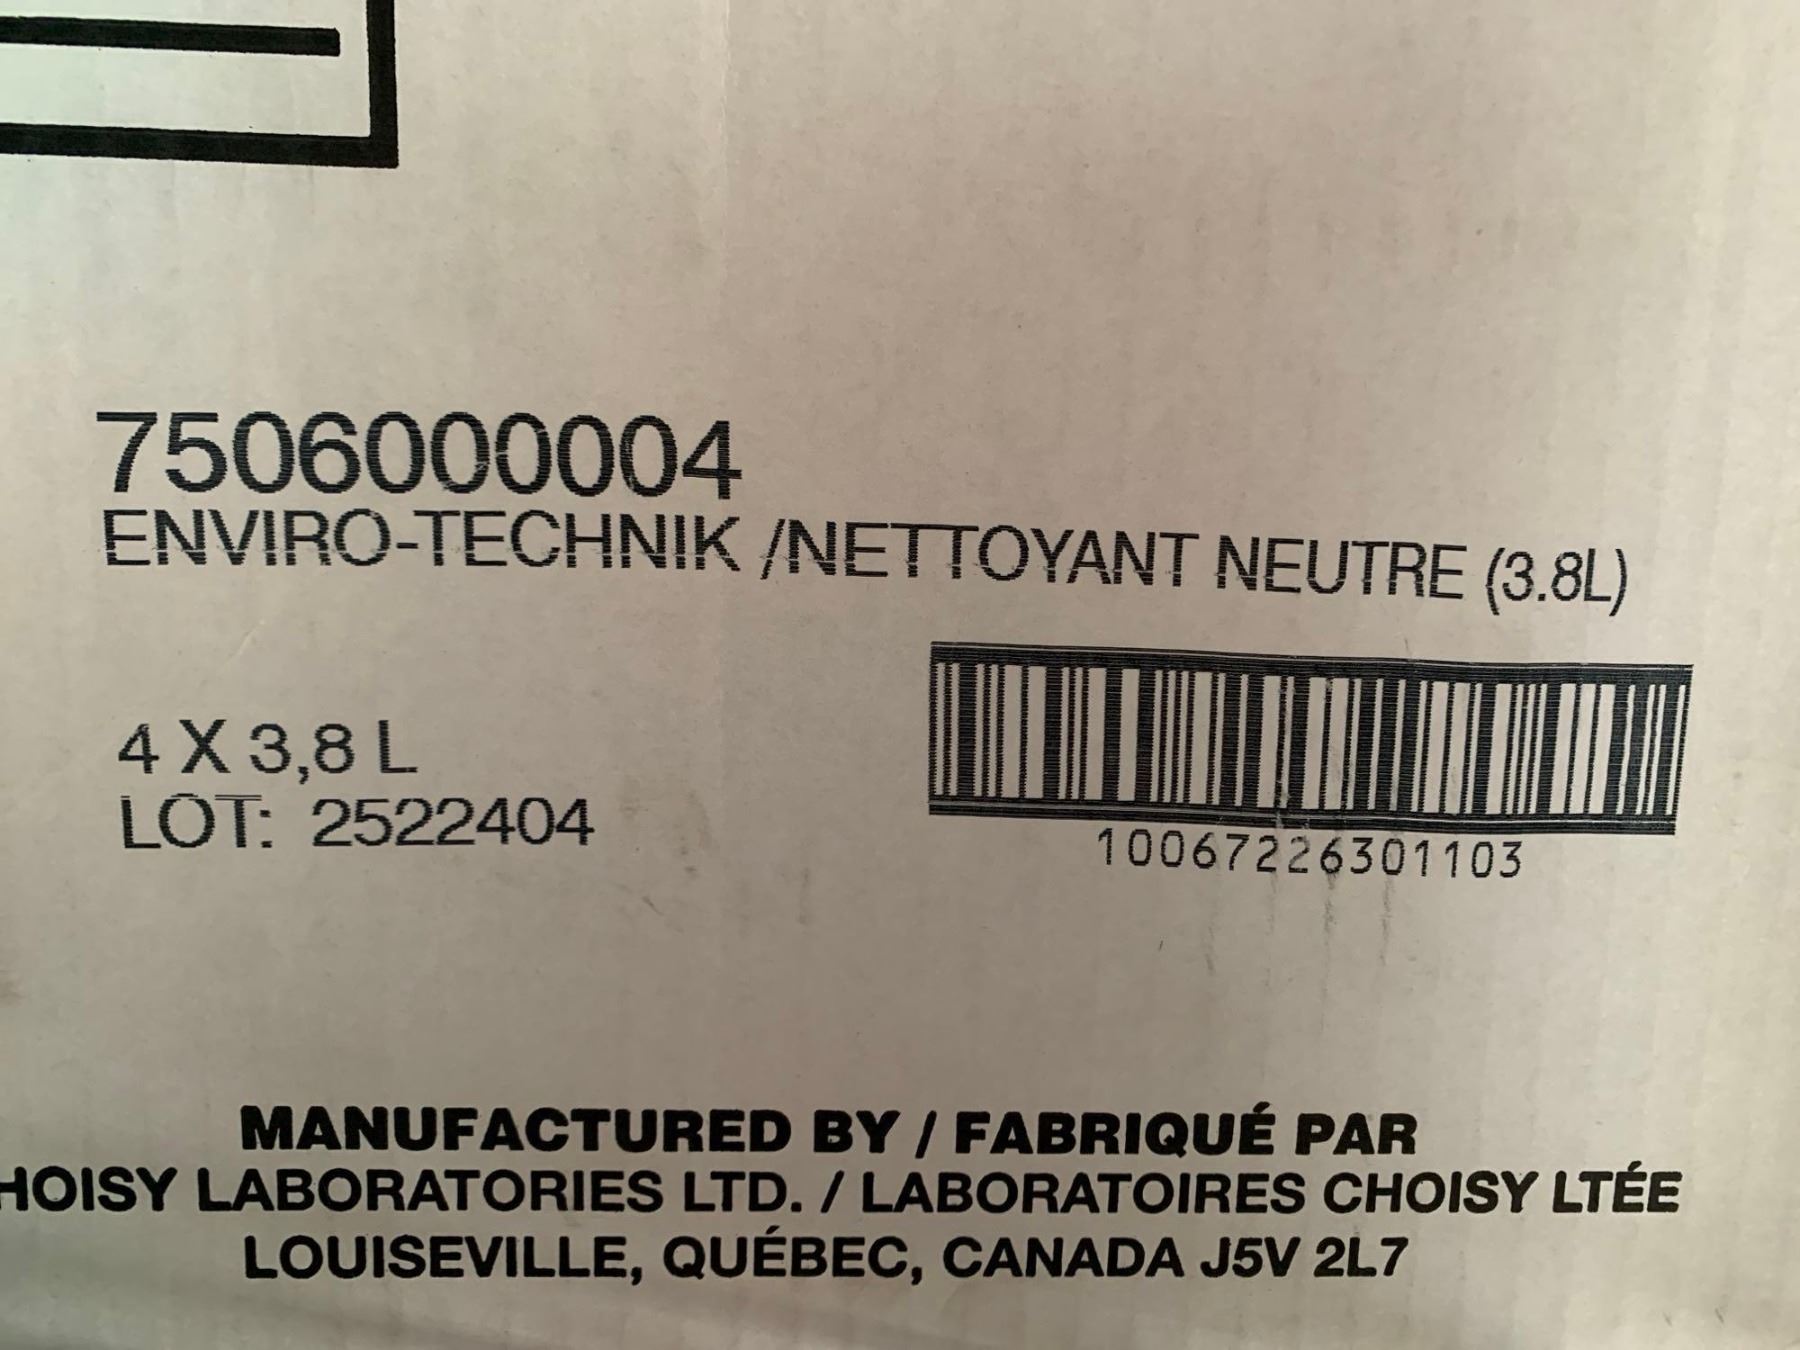 7506000004
ENVIRO-TECHNIK /NETTOYANT NEUTRE (3.8L)
4 X 3,8 L
LOT: 2522404
10067226301103
MANUFACTURED BY / FABRIQUÉ PAR
HOISY LABORATORIES LTD. / LABORATOIRES CHOISY LTÉE
LOUISEVILLE, QUÉBEC, CANADA J5V 2L7